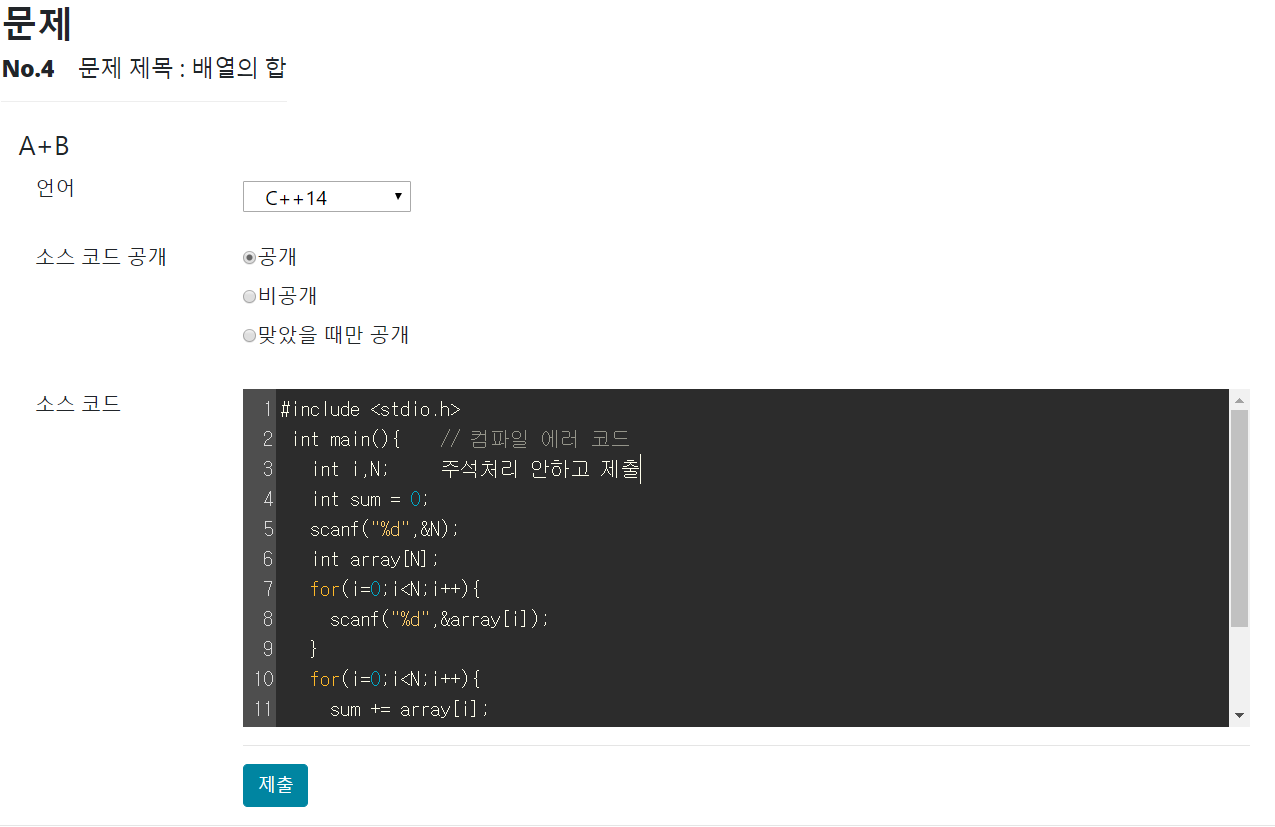 문제
No.4 문제 제목 : 배열의 합
A+B
언어 C++14
소스 코드 공개 공개
비공개
맞았을 때만 공개
소스 코드
1 #include <stdio.h>
2 int main(){ // 컴파일 에러 코드
3 int i,N; 주석처리 안하고 제출
4 int sum = 0;
5 scanf("%d",&N);
6 int array[N];
7 for(i=0;i<N;i++){
8 scanf("%d",&array[i]);
9 }
10 for(i=0;i<N;i++){
11 sum += array[i];
제출